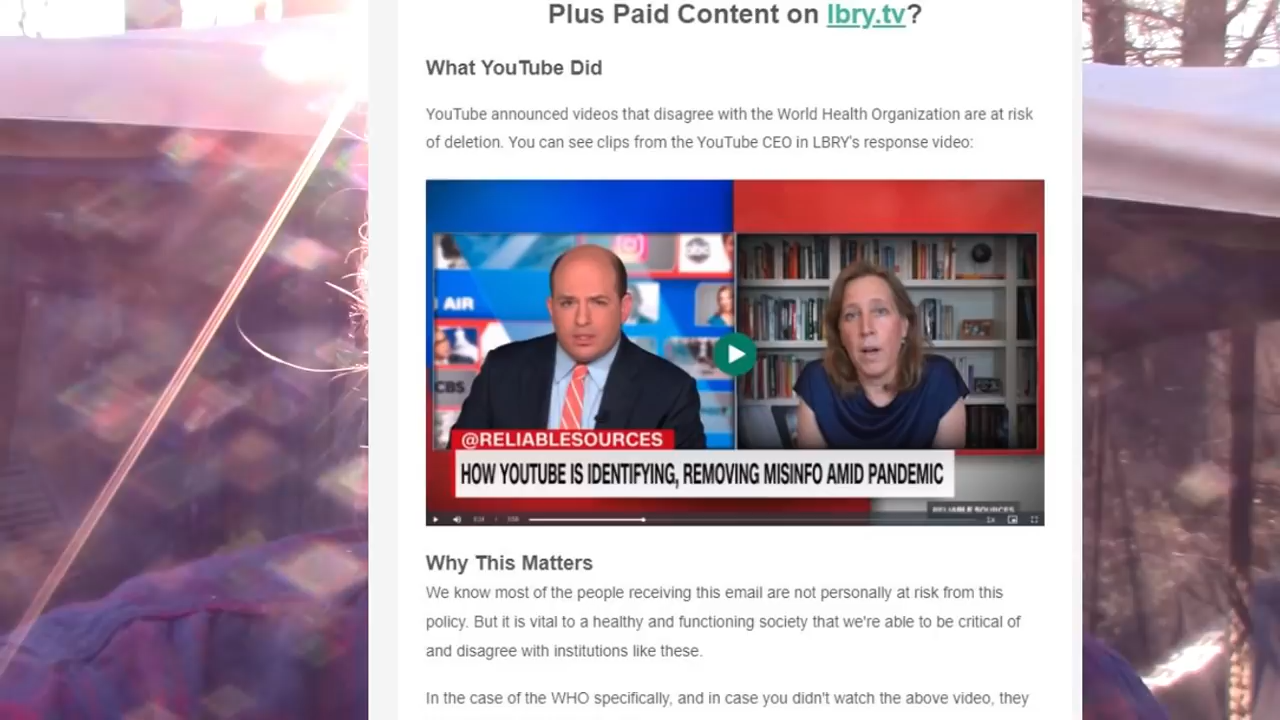 Plus Paid Content on lbry.tv?
What YouTube Did
YouTube announced videos that disagree with the World Health Organization are at risk
of deletion. You can see clips from the YouTube CEO in LBRY's response video:
abc
AIR
CBS
@RELIABLESOURCES
HOW YOUTUBE IS IDENTIFYING, REMOVING MISINFO AMID PANDEMIC
RELIABLE SOURCES
1x
Why This Matters
We know most of the people receiving this email are not personally at risk from this
policy. But it is vital to a healthy and functioning society that we're able to be critical of
and disagree with institutions like these.
In the case of the WHO specifically, and in case you didn't watch the above video, they